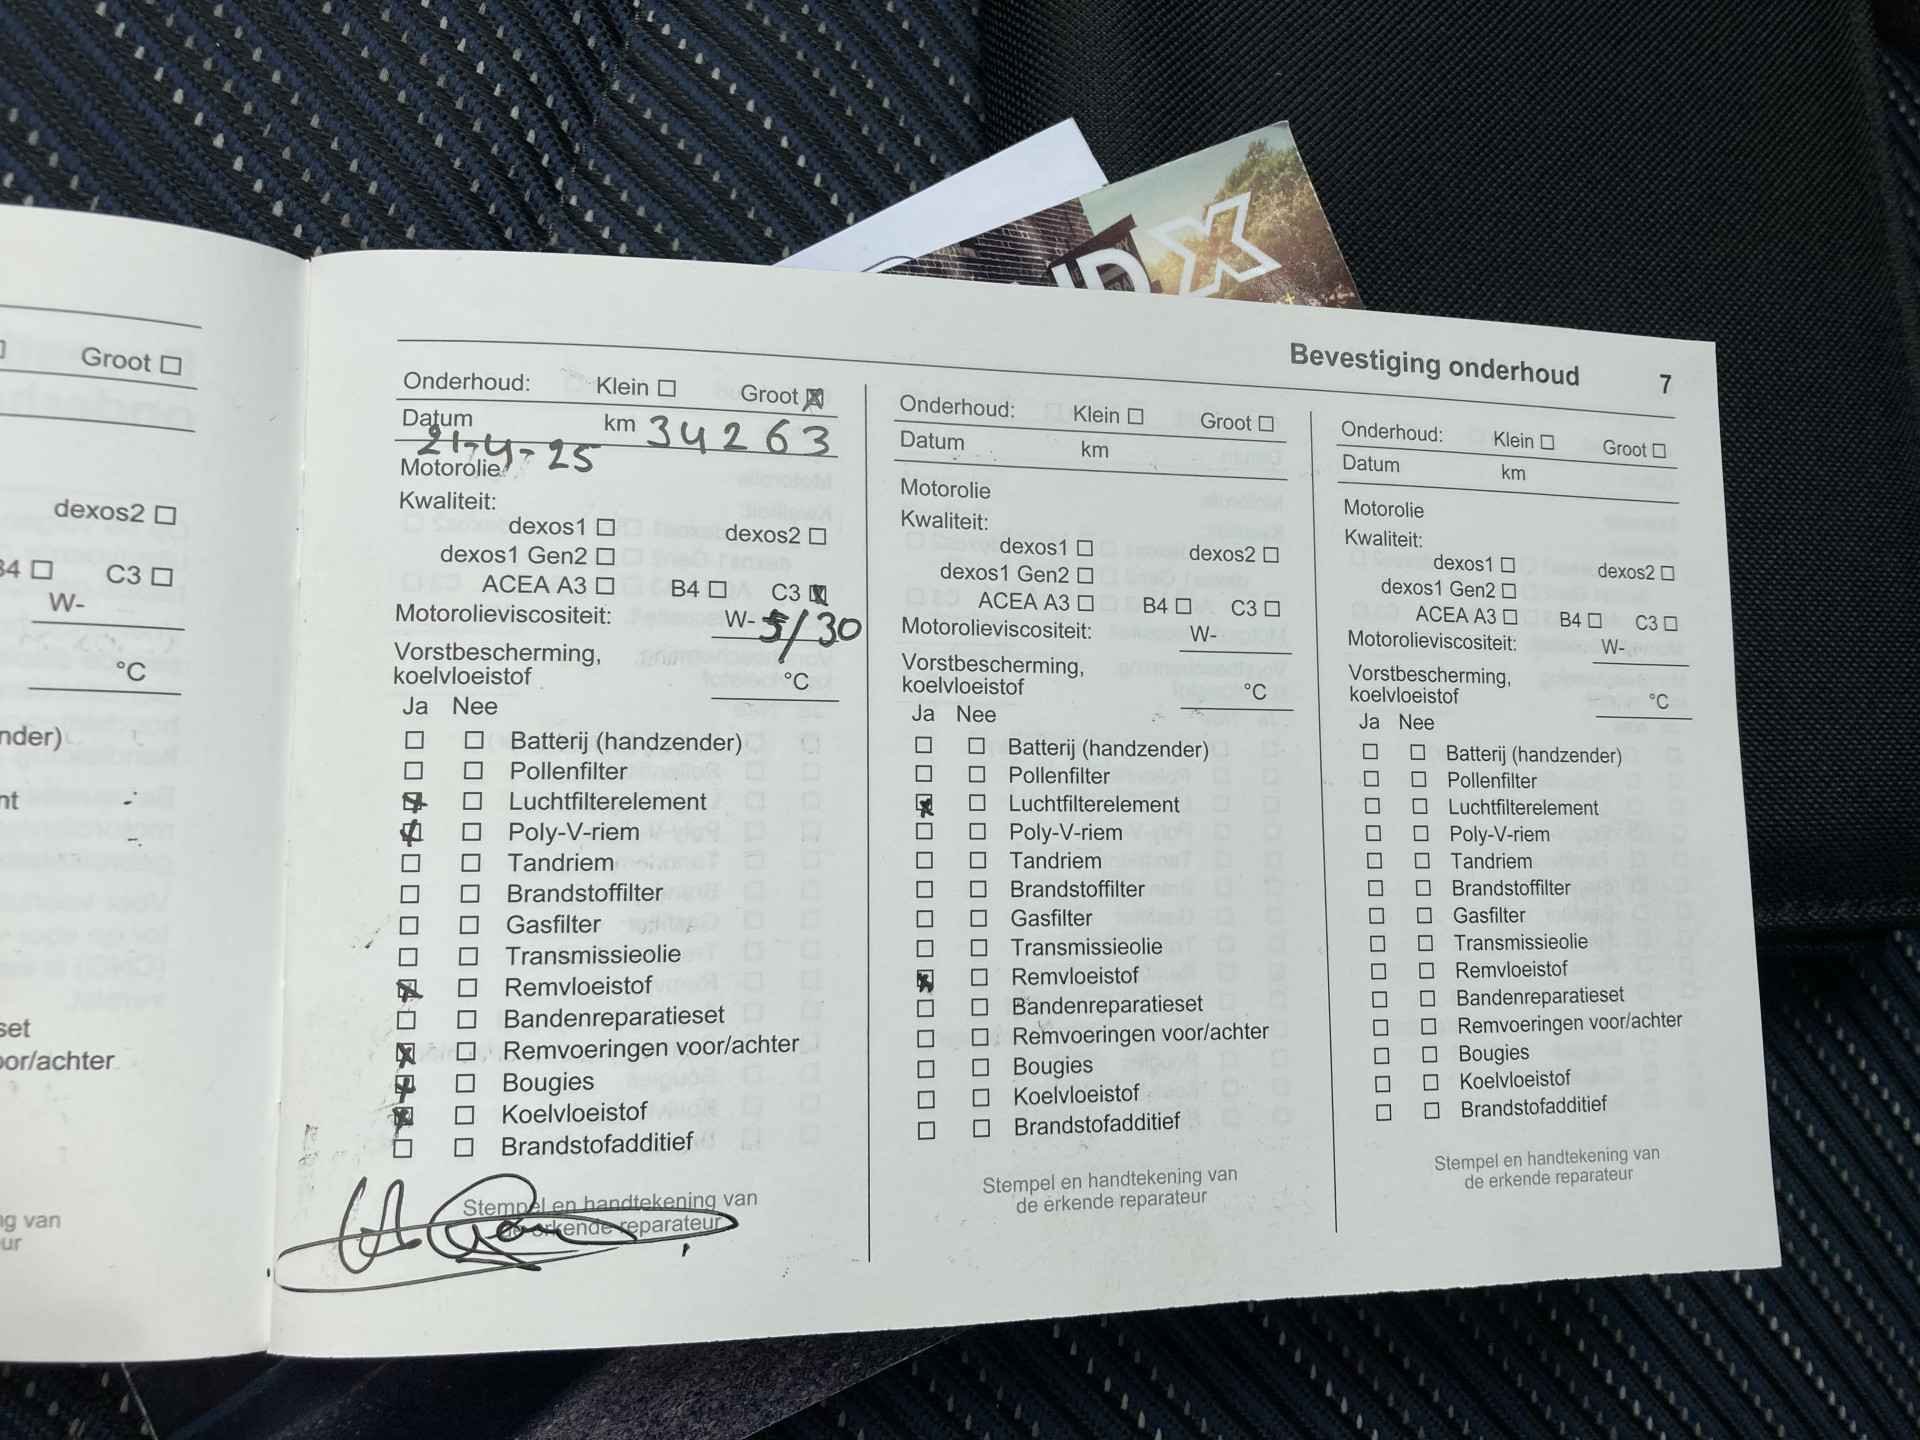 Groot ☐
dexos2 ☐
B4 ☐ C3 ☐
W-
°C
nder)
nt
set
oor/achter
ng van
eur
Bevestiging onderhoud 7
Onderhoud: Klein ☐ Groot ☒
Datum 21-4-25 km 34263
Motorolie
Kwaliteit:
dexos1 ☐ dexos2 ☐
dexos1 Gen2 ☐
ACEA A3 ☐ B4 ☐ C3 ☒
Motorolieviscositeit: W- 5/30
Vorstbescherming,
koelvloeistof °C
Ja Nee
☐ ☐ Batterij (handzender)
☐ ☐ Pollenfilter
☒ ☐ Luchtfilterelement
☒ ☐ Poly-V-riem
☐ ☐ Tandriem
☐ ☐ Brandstoffilter
☐ ☐ Gasfilter
☐ ☐ Transmissieolie
☒ ☐ Remvloeistof
☐ ☐ Bandenreparatieset
☒ ☐ Remvoeringen voor/achter
☒ ☐ Bougies
☒ ☐ Koelvloeistof
☐ ☐ Brandstofadditief
Stempel en handtekening van
de erkende reparateur
Onderhoud: Klein ☐ Groot ☐
Datum km
Motorolie
Kwaliteit:
dexos1 ☐ dexos2 ☐
dexos1 Gen2 ☐
ACEA A3 ☐ B4 ☐ C3 ☐
Motorolieviscositeit: W-
Vorstbescherming,
koelvloeistof °C
Ja Nee
☐ ☐ Batterij (handzender)
☐ ☐ Pollenfilter
☒ ☐ Luchtfilterelement
☐ ☐ Poly-V-riem
☐ ☐ Tandriem
☐ ☐ Brandstoffilter
☐ ☐ Gasfilter
☐ ☐ Transmissieolie
☒ ☐ Remvloeistof
☐ ☐ Bandenreparatieset
☐ ☐ Remvoeringen voor/achter
☐ ☐ Bougies
☐ ☐ Koelvloeistof
☐ ☐ Brandstofadditief
Stempel en handtekening van
de erkende reparateur
Onderhoud: Klein ☐ Groot ☐
Datum km
Motorolie
Kwaliteit:
dexos1 ☐ dexos2 ☐
dexos1 Gen2 ☐
ACEA A3 ☐ B4 ☐ C3 ☐
Motorolieviscositeit: W-
Vorstbescherming,
koelvloeistof °C
Ja Nee
☐ ☐ Batterij (handzender)
☐ ☐ Pollenfilter
☐ ☐ Luchtfilterelement
☐ ☐ Poly-V-riem
☐ ☐ Tandriem
☐ ☐ Brandstoffilter
☐ ☐ Gasfilter
☐ ☐ Transmissieolie
☐ ☐ Remvloeistof
☐ ☐ Bandenreparatieset
☐ ☐ Remvoeringen voor/achter
☐ ☐ Bougies
☐ ☐ Koelvloeistof
☐ ☐ Brandstofadditief
Stempel en handtekening van
de erkende reparateur